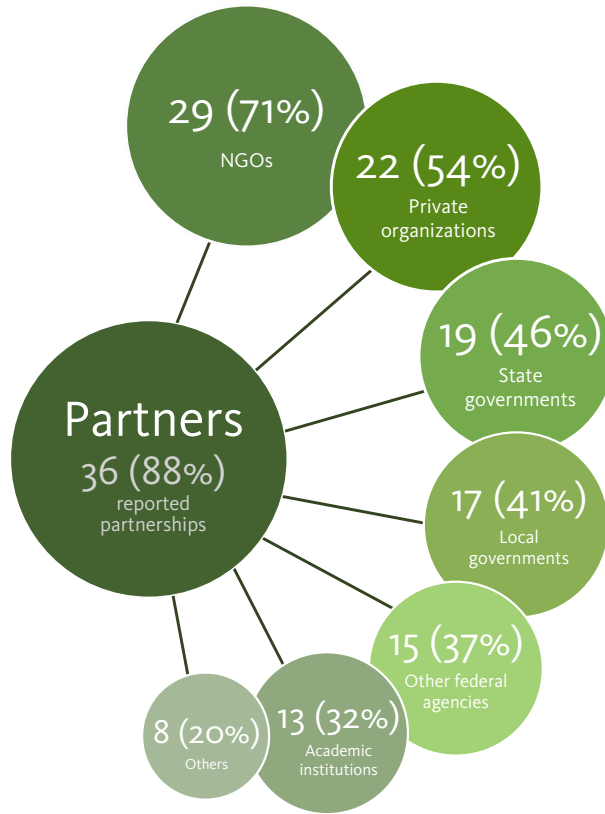 29 (71%)
NGOs
22 (54%)
Private
organizations
19 (46%)
State
governments
Partners
36 (88%)
reported
partnerships
17 (41%)
Local
governments
15 (37%)
Other federal
agencies
13 (32%)
Academic
institutions
8 (20%)
Others